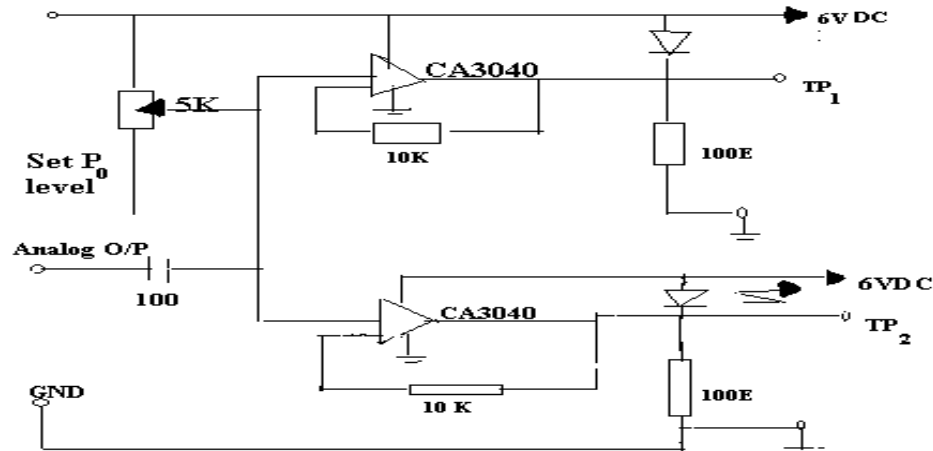 6V DC
CA3040
TP1
5K
10K
100E
Set P0
level
Analog O/P
100
6VDC
CA3040
TP2
GND
10 K
100E